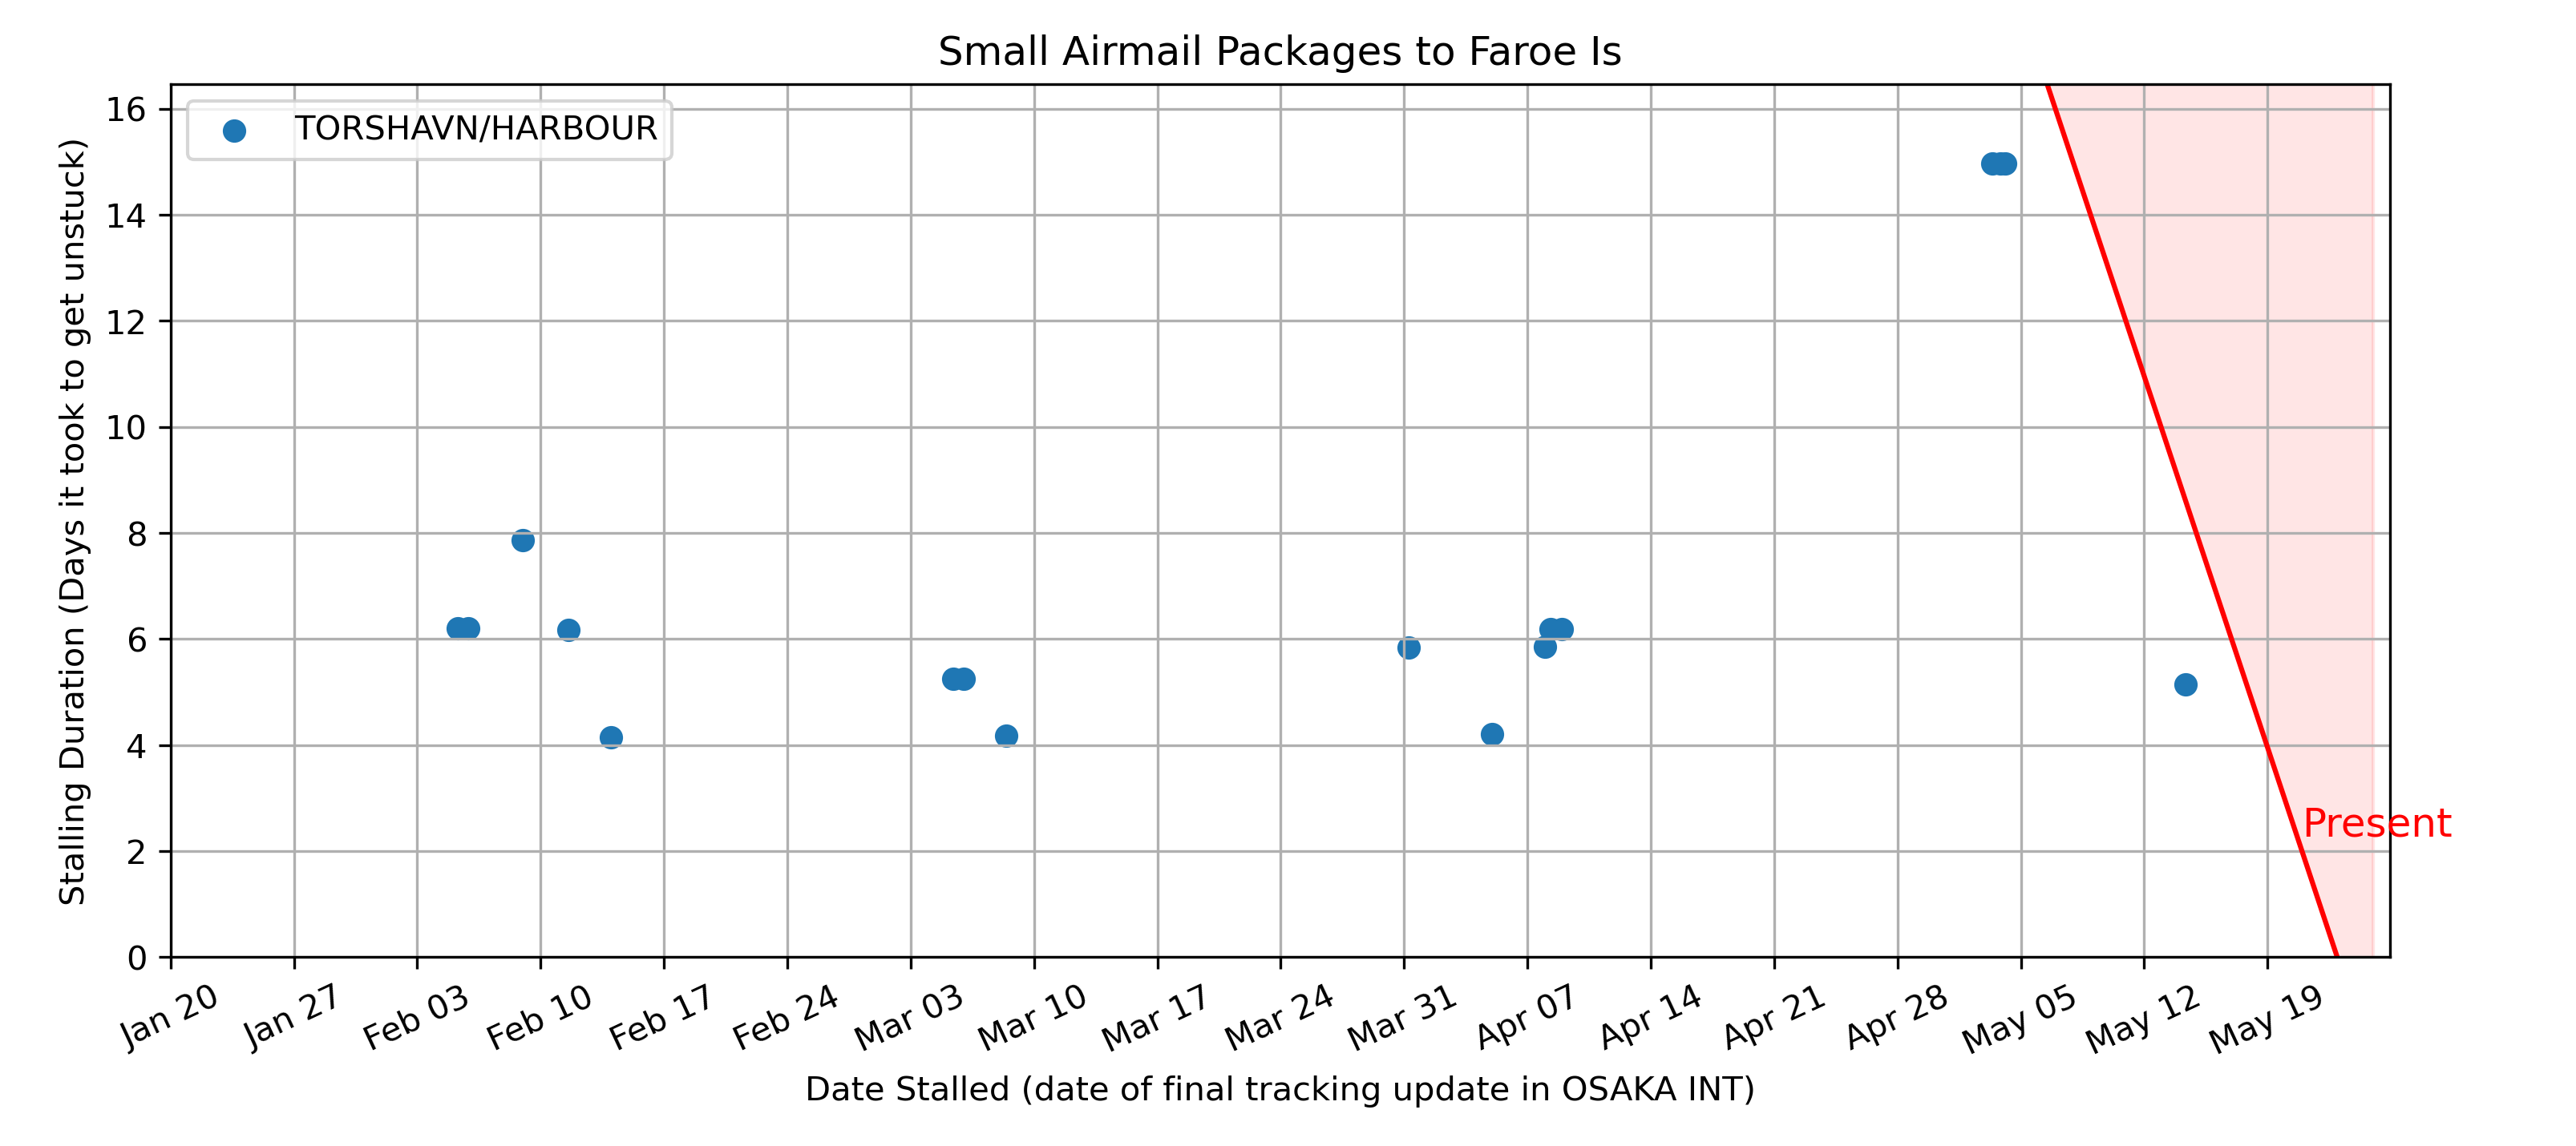 Small Airmail Packages to Faroe Is
TORSHAVN/HARBOUR
Stalling Duration (Days it took to get unstuck)
16
14
12
10
8
6
4
2
0
Present
Jan 20
Jan 27
Feb 03
Feb 10
Feb 17
Feb 24
Mar 03
Mar 10
Mar 17
Mar 24
Mar 31
Apr 07
Apr 14
Apr 21
Apr 28
May 05
May 12
May 19
Date Stalled (date of final tracking update in OSAKA INT)